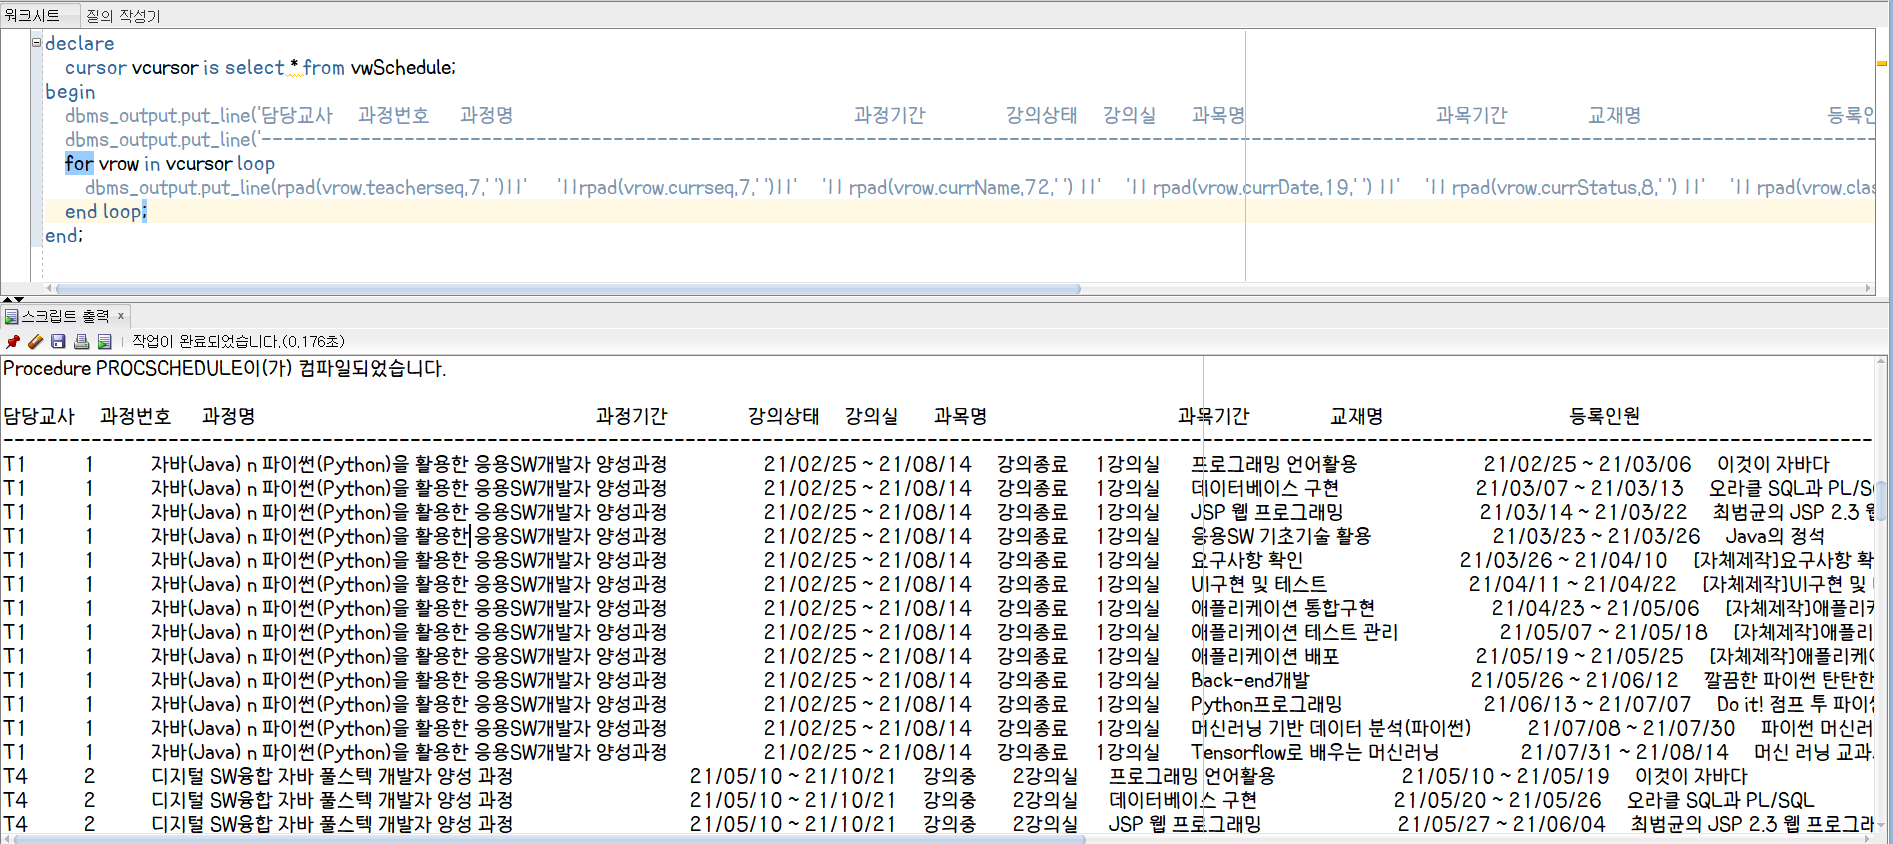 워크시트 질의 작성기
declare
cursor vcursor is select * from vwSchedule;
begin
dbms_output.put_line('담당교사 과정번호 과정명 과정기간 강의상태 강의실 과목명 과목기간 교재명 등록인
dbms_output.put_line('----------------------------------------------------------------
for vrow in vcursor loop
dbms_output.put_line(rpad(vrow.teacherseq,7,' ')||' '||rpad(vrow.currseq,7,' ')||' '|| rpad(vrow.currName,72,' ') ||' '|| rpad(vrow.currDate,19,' ') ||' '|| rpad(vrow.currStatus,8,' ') ||' '|| rpad(vrow.clas
end loop;
end;
스크립트 출력 x
작업이 완료되었습니다.(0.176초)
Procedure PROCSCHEDULE이(가) 컴파일되었습니다.
담당교사 과정번호 과정명 과정기간 강의상태 강의실 과목명 과목기간 교재명 등록인원
----------------------------------------------------------------
T1 1 자바(Java) n 파이썬(Python)을 활용한 응용SW개발자 양성과정 21/02/25 ~ 21/08/14 강의종료 1강의실 프로그래밍 언어활용 21/02/25 ~ 21/03/06 이것이 자바다
T1 1 자바(Java) n 파이썬(Python)을 활용한 응용SW개발자 양성과정 21/02/25 ~ 21/08/14 강의종료 1강의실 데이터베이스 구현 21/03/07 ~ 21/03/13 오라클 SQL과 PL/S
T1 1 자바(Java) n 파이썬(Python)을 활용한 응용SW개발자 양성과정 21/02/25 ~ 21/08/14 강의종료 1강의실 JSP 웹 프로그래밍 21/03/14 ~ 21/03/22 최범균의 JSP 2.3 웹
T1 1 자바(Java) n 파이썬(Python)을 활용한 응용SW개발자 양성과정 21/02/25 ~ 21/08/14 강의종료 1강의실 응용SW 기초기술 활용 21/03/23 ~ 21/03/26 Java의 정석
T1 1 자바(Java) n 파이썬(Python)을 활용한 응용SW개발자 양성과정 21/02/25 ~ 21/08/14 강의종료 1강의실 요구사항 확인 21/03/26 ~ 21/04/10 [자체제작]요구사항 확
T1 1 자바(Java) n 파이썬(Python)을 활용한 응용SW개발자 양성과정 21/02/25 ~ 21/08/14 강의종료 1강의실 UI구현 및 테스트 21/04/11 ~ 21/04/22 [자체제작]UI구현 및
T1 1 자바(Java) n 파이썬(Python)을 활용한 응용SW개발자 양성과정 21/02/25 ~ 21/08/14 강의종료 1강의실 애플리케이션 통합구현 21/04/23 ~ 21/05/06 [자체제작]애플리케
T1 1 자바(Java) n 파이썬(Python)을 활용한 응용SW개발자 양성과정 21/02/25 ~ 21/08/14 강의종료 1강의실 애플리케이션 테스트 관리 21/05/07 ~ 21/05/18 [자체제작]애플리
T1 1 자바(Java) n 파이썬(Python)을 활용한 응용SW개발자 양성과정 21/02/25 ~ 21/08/14 강의종료 1강의실 애플리케이션 배포 21/05/19 ~ 21/05/25 [자체제작]애플리케이
T1 1 자바(Java) n 파이썬(Python)을 활용한 응용SW개발자 양성과정 21/02/25 ~ 21/08/14 강의종료 1강의실 Back-end개발 21/05/26 ~ 21/06/12 깔끔한 파이썬 탄탄한
T1 1 자바(Java) n 파이썬(Python)을 활용한 응용SW개발자 양성과정 21/02/25 ~ 21/08/14 강의종료 1강의실 Python프로그래밍 21/06/13 ~ 21/07/07 Do it! 점프 투 파이썬
T1 1 자바(Java) n 파이썬(Python)을 활용한 응용SW개발자 양성과정 21/02/25 ~ 21/08/14 강의종료 1강의실 머신러닝 기반 데이터 분석(파이썬) 21/07/08 ~ 21/07/30 파이썬 머신러
T1 1 자바(Java) n 파이썬(Python)을 활용한 응용SW개발자 양성과정 21/02/25 ~ 21/08/14 강의종료 1강의실 Tensorflow로 배우는 머신러닝 21/07/31 ~ 21/08/14 머신 러닝 교과
T4 2 디지털 SW융합 자바 풀스텍 개발자 양성 과정 21/05/10 ~ 21/10/21 강의중 2강의실 프로그래밍 언어활용 21/05/10 ~ 21/05/19 이것이 자바다
T4 2 디지털 SW융합 자바 풀스텍 개발자 양성 과정 21/05/10 ~ 21/10/21 강의중 2강의실 데이터베이스 구현 21/05/20 ~ 21/05/26 오라클 SQL과 PL/SQL
T4 2 디지털 SW융합 자바 풀스텍 개발자 양성 과정 21/05/10 ~ 21/10/21 강의중 2강의실 JSP 웹 프로그래밍 21/05/27 ~ 21/06/04 최범균의 JSP 2.3 웹 프로그래